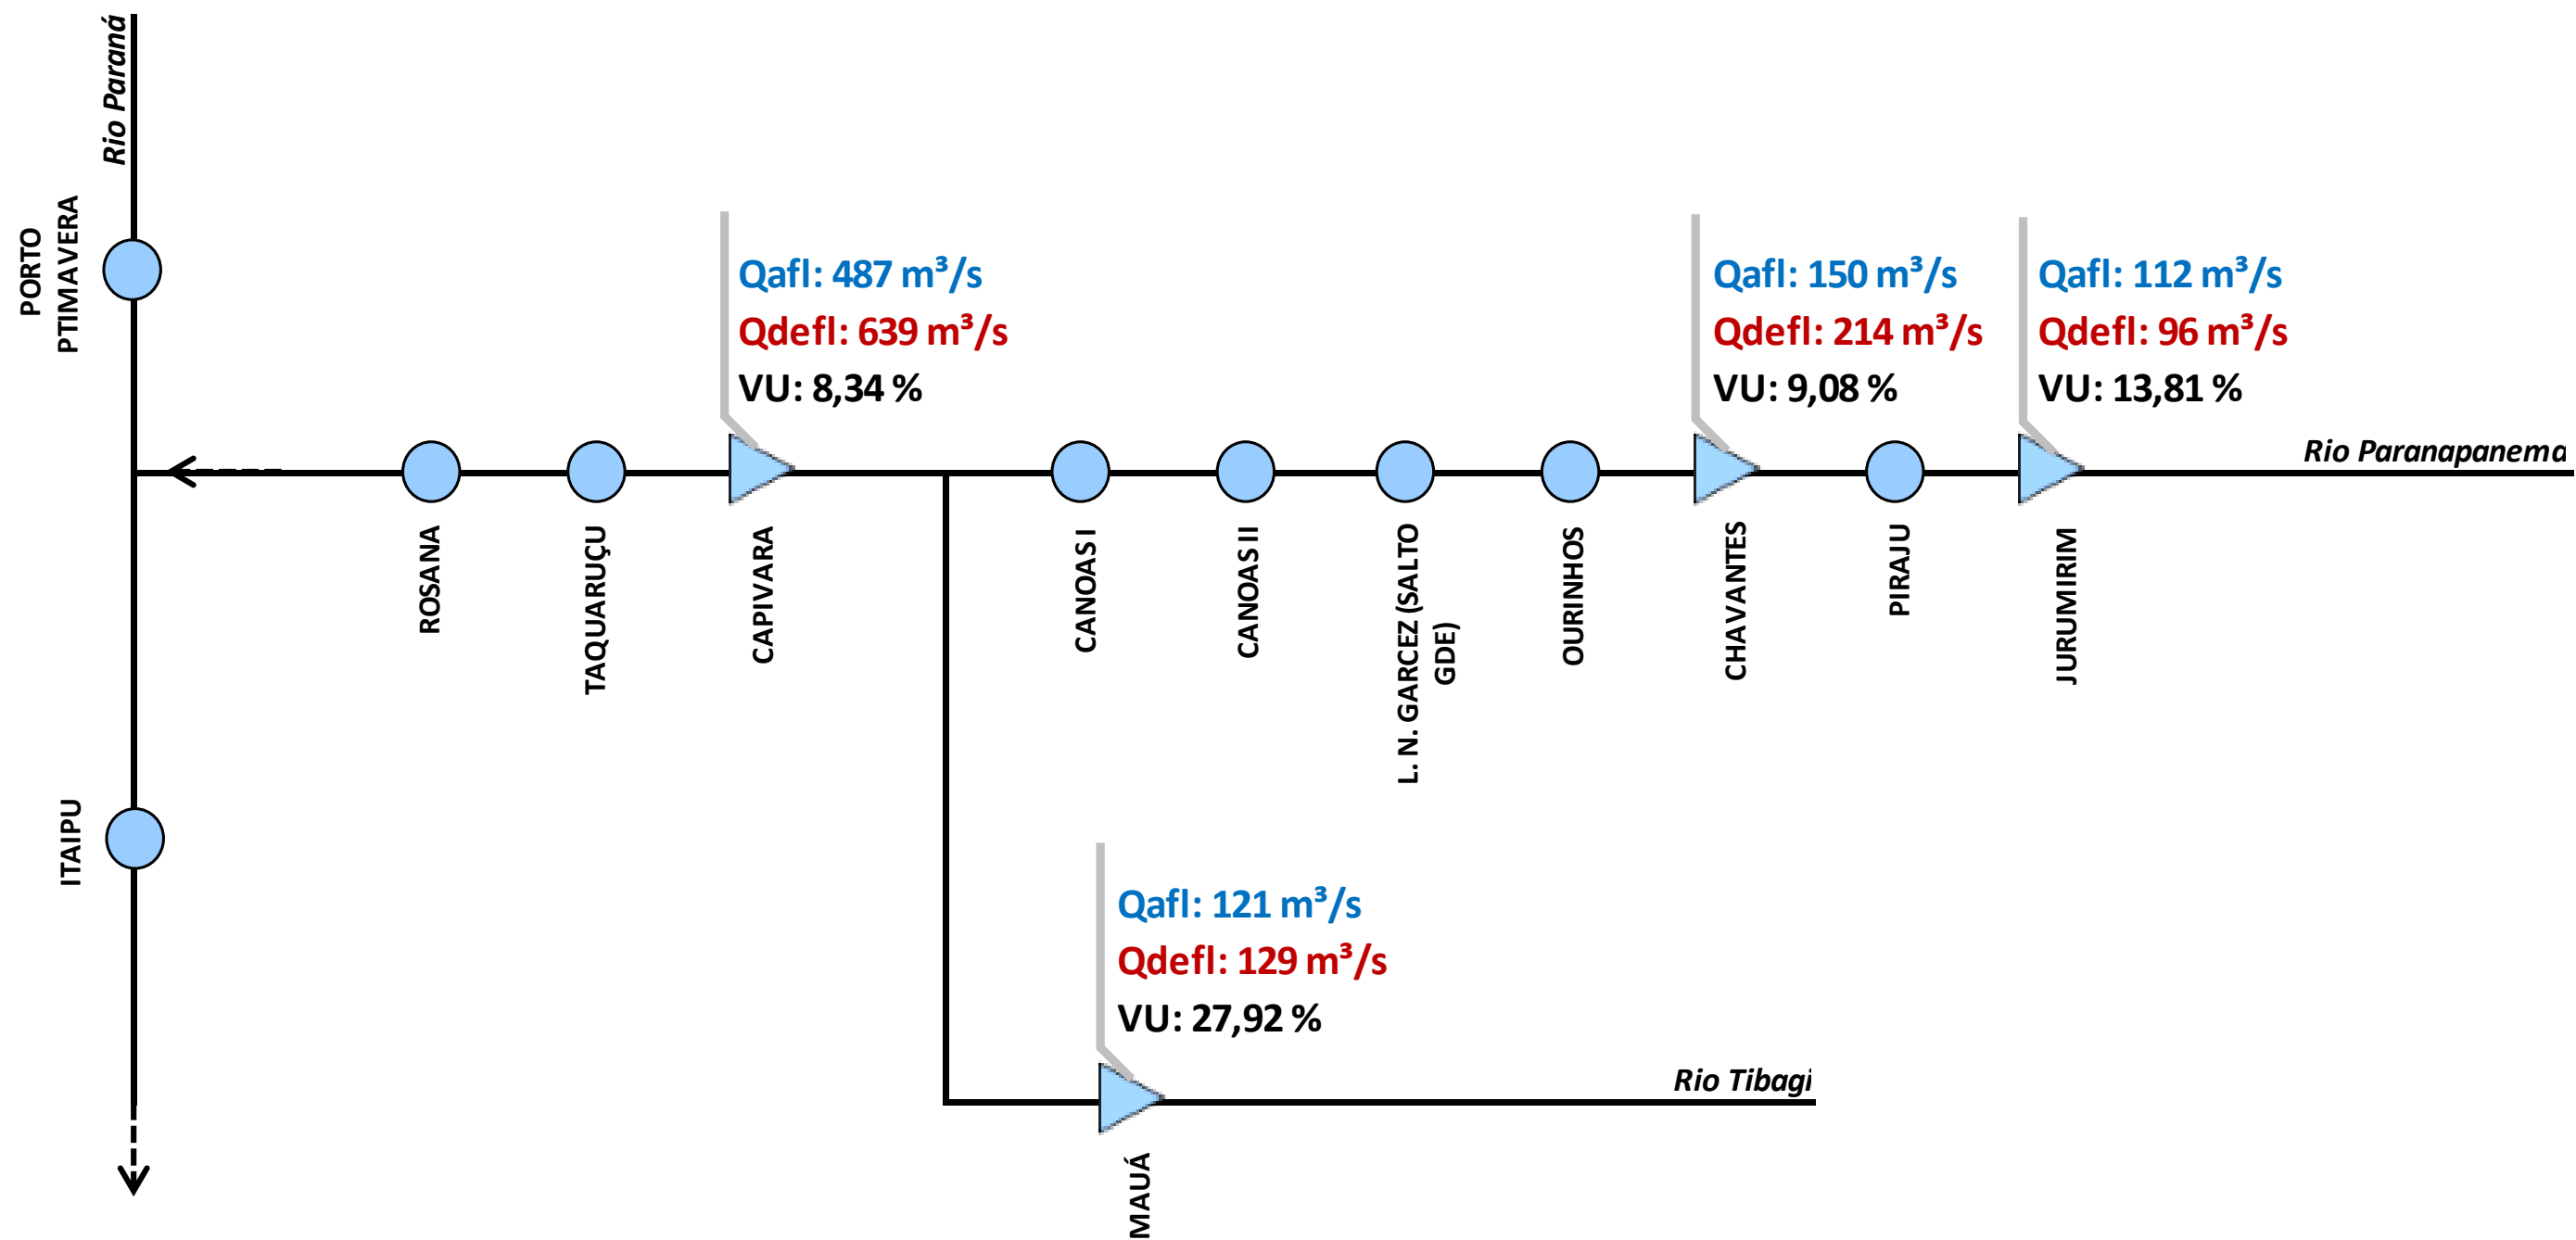 Rio Paraná
PORTO
PTIMAVERA
Qafl: 487 m³/s
Qdefl: 639 m³/s
VU: 8,34 %
Qafl: 150 m³/s
Qdefl: 214 m³/s
VU: 9,08 %
Qafl: 112 m³/s
Qdefl: 96 m³/s
VU: 13,81 %
Rio Paranapanema
ROSANA
TAQUARUÇU
CAPIVARA
CANOAS I
CANOAS II
L. N. GARCEZ (SALTO
GDE)
OURINHOS
CHAVANTES
PIRAJU
JURUMIRIM
ITAIPU
Qafl: 121 m³/s
Qdefl: 129 m³/s
VU: 27,92 %
Rio Tibagi
MAUÁ